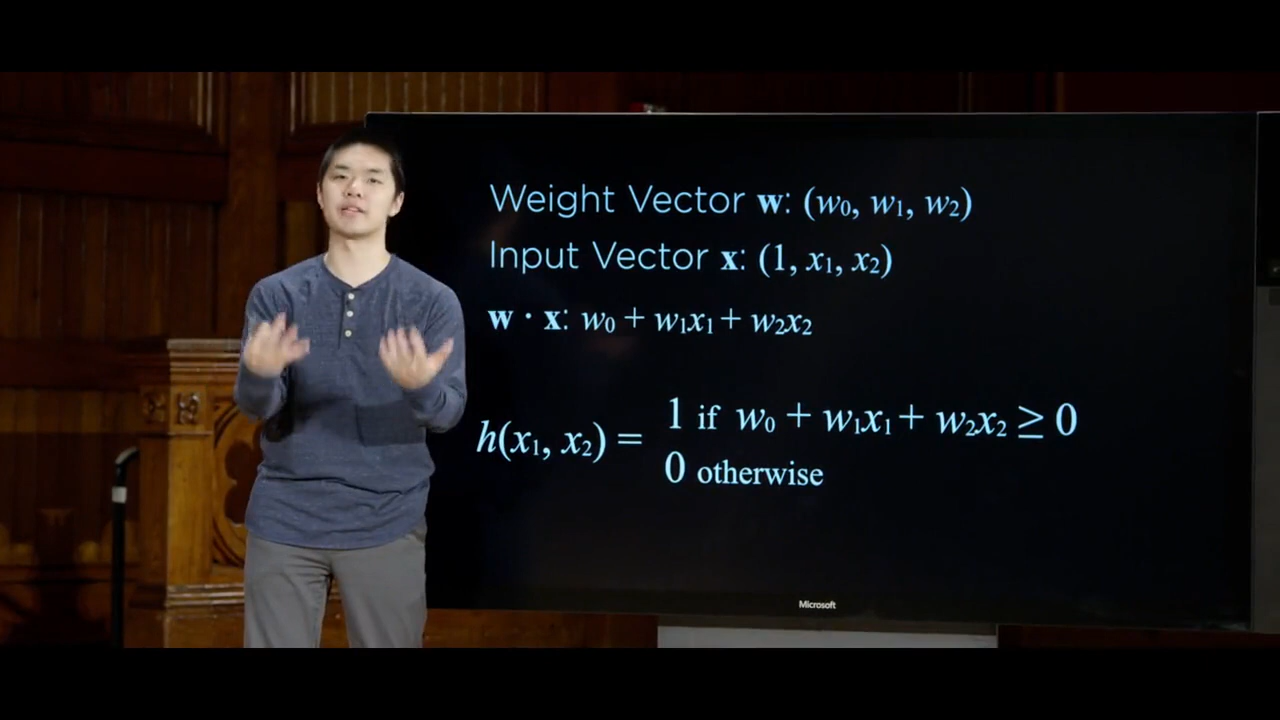 Weight Vector w: (w₀, w₁, w₂)
Input Vector x: (1, x₁, x₂)
w · x: w₀ + w₁x₁ + w₂x₂
1 if w₀ + w₁x₁ + w₂x₂ ≥ 0
h(x₁, x₂) =
0 otherwise
Microsoft